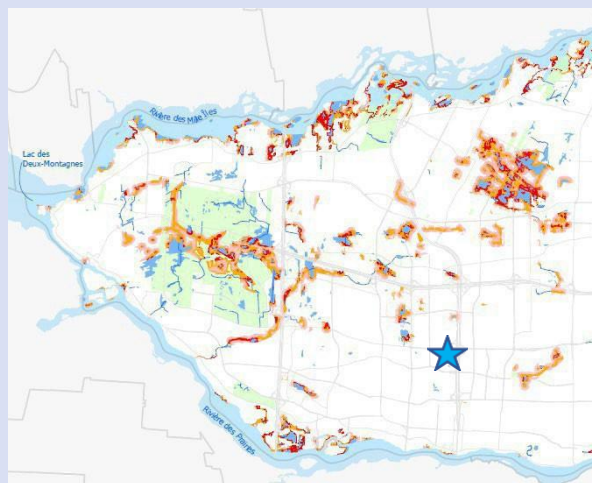 Rivière des Mille Îles
Lac des
Deux-Montagnes
Rivière des Prairies